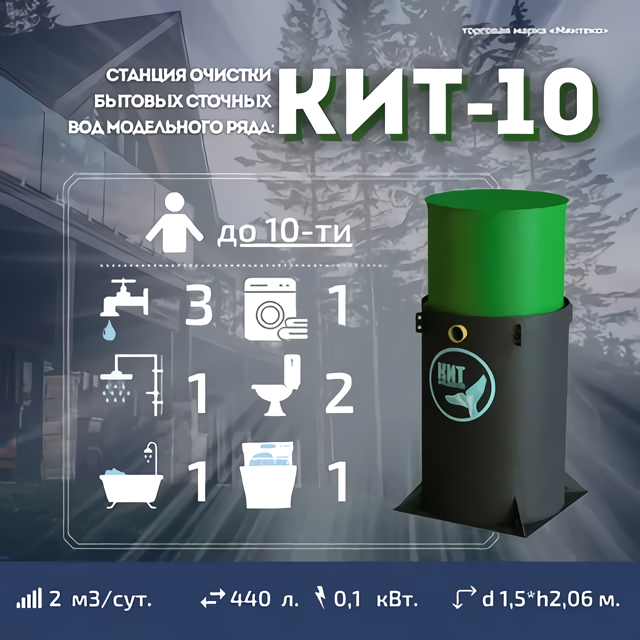 торговая марка «Мантеко»
СТАНЦИЯ ОЧИСТКИ
БЫТОВЫХ СТОЧНЫХ
ВОД МОДЕЛЬНОГО РЯДА:
КИТ-10
до 10-ти
3 1
1 2
1 1
КИТ
2 м3/сут. 440 л. 0,1 кВт. d 1,5*h2,06 м.